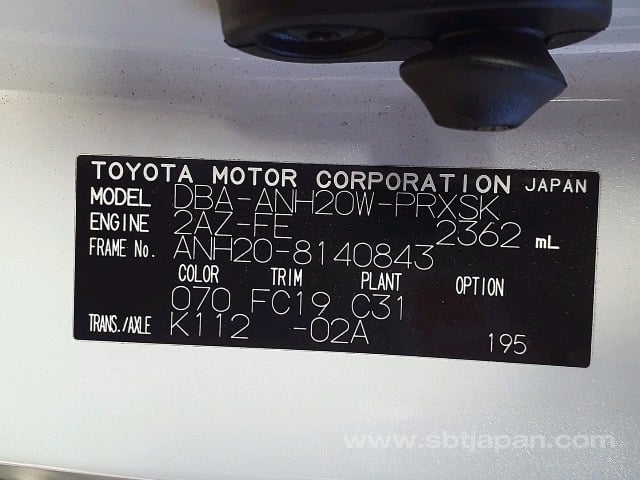 TOYOTA MOTOR CORPORATION JAPAN
MODEL DBA-ANH20W-PRXSK
ENGINE 2AZ-FE 2362 mL
FRAME No. ANH20-8140843
COLOR TRIM PLANT OPTION
070 FC19 C31
TRANS./AXLE K112 -02A 195
www.sbtjapan.com